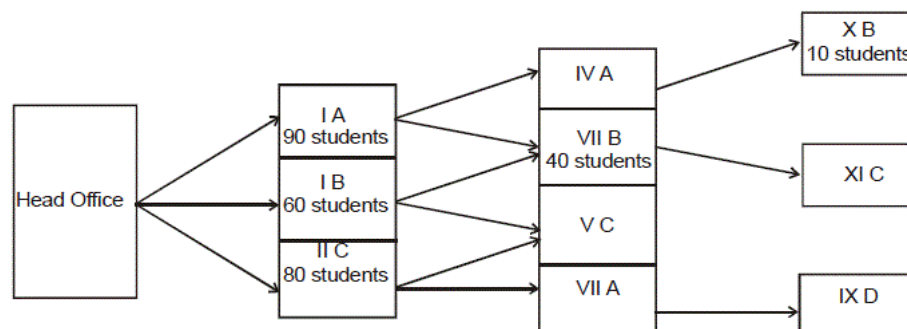 Head Office
I A
90 students
I B
60 students
II C
80 students
IV A
VII B
40 students
V C
VII A
X B
10 students
XI C
IX D